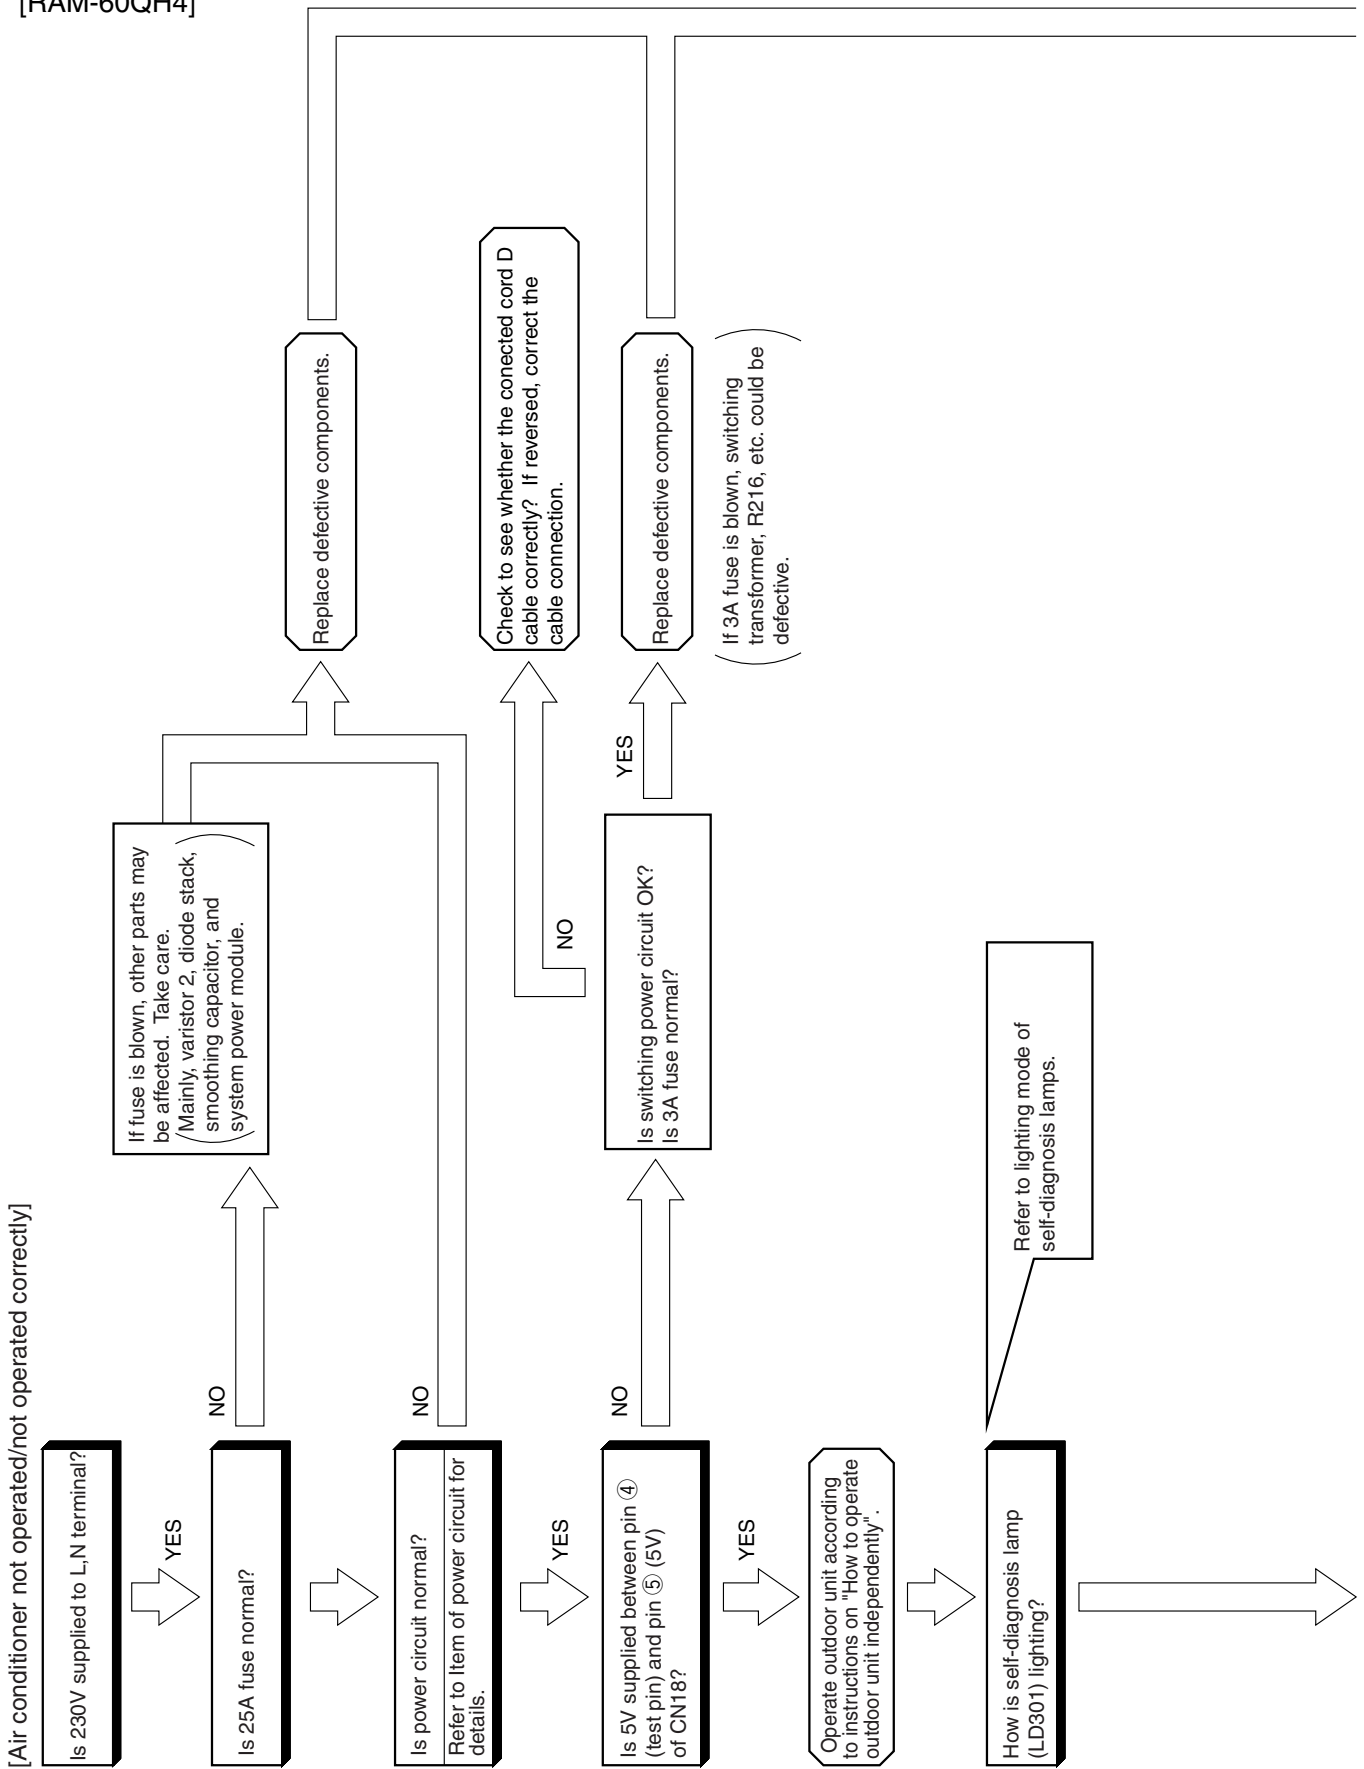 [RAM-60QH4]
[Air conditioner not operated/not operated correctly]
Is 230V supplied to L,N terminal?
YES
Is 25A fuse normal?
NO
If fuse is blown, other parts may
be affected. Take care.
Mainly, varistor 2, diode stack,
smoothing capacitor, and
system power module.
Replace defective components.
Is power circuit normal?
Refer to Item of power circuit for
details.
NO
YES
Is 5V supplied between pin ④
(test pin) and pin ⑤ (5V)
of CN18?
NO
Is switching power circuit OK?
Is 3A fuse normal?
NO
Check to see whether the conected cord D
cable correctly? If reversed, correct the
cable connection.
YES
Replace defective components.
If 3A fuse is blown, switching
transformer, R216, etc. could be
defective.
YES
Operate outdoor unit according
to instructions on "How to operate
outdoor unit independently".
How is self-diagnosis lamp
(LD301) lighting?
Refer to lighting mode of
self-diagnosis lamps.